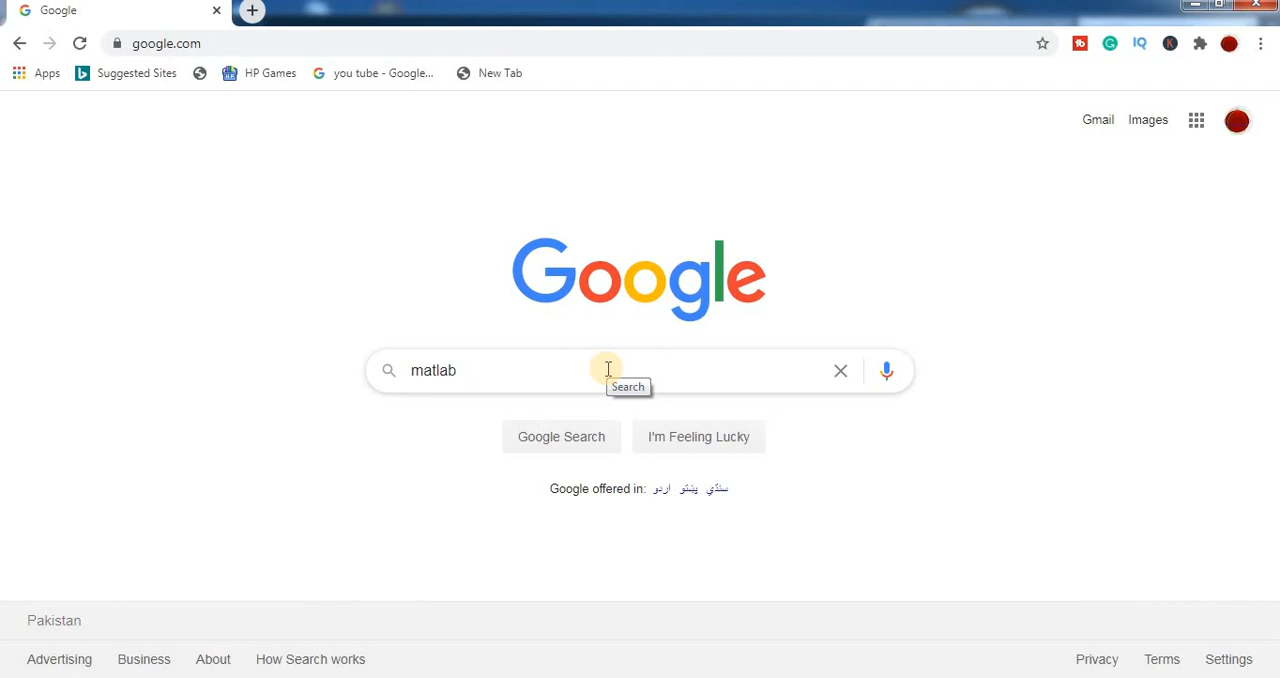 Google
google.com
Apps Suggested Sites HP Games you tube - Google... New Tab
Gmail Images
Google
matlab
Search
Google Search I'm Feeling Lucky
Google offered in: اردو پښتو سنڌي
Pakistan
Advertising Business About How Search works Privacy Terms Settings